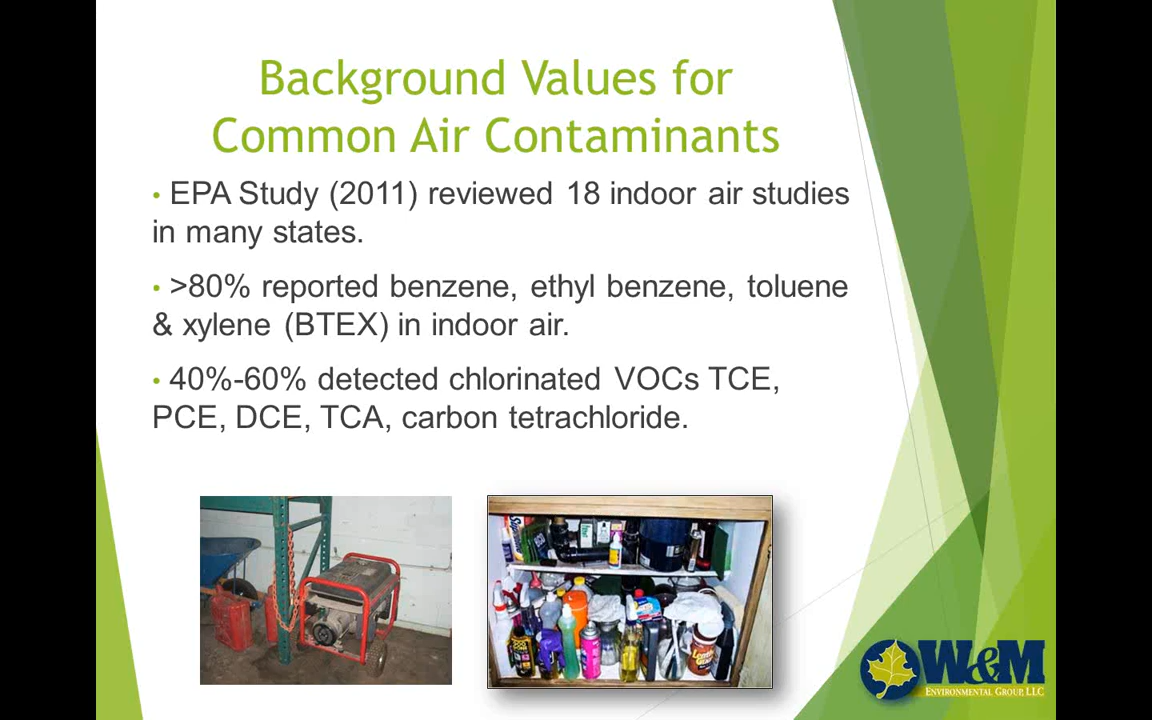 Background Values for
Common Air Contaminants
• EPA Study (2011) reviewed 18 indoor air studies
in many states.
• >80% reported benzene, ethyl benzene, toluene
& xylene (BTEX) in indoor air.
• 40%-60% detected chlorinated VOCs TCE,
PCE, DCE, TCA, carbon tetrachloride.
W&M
ENVIRONMENTAL GROUP, LLC